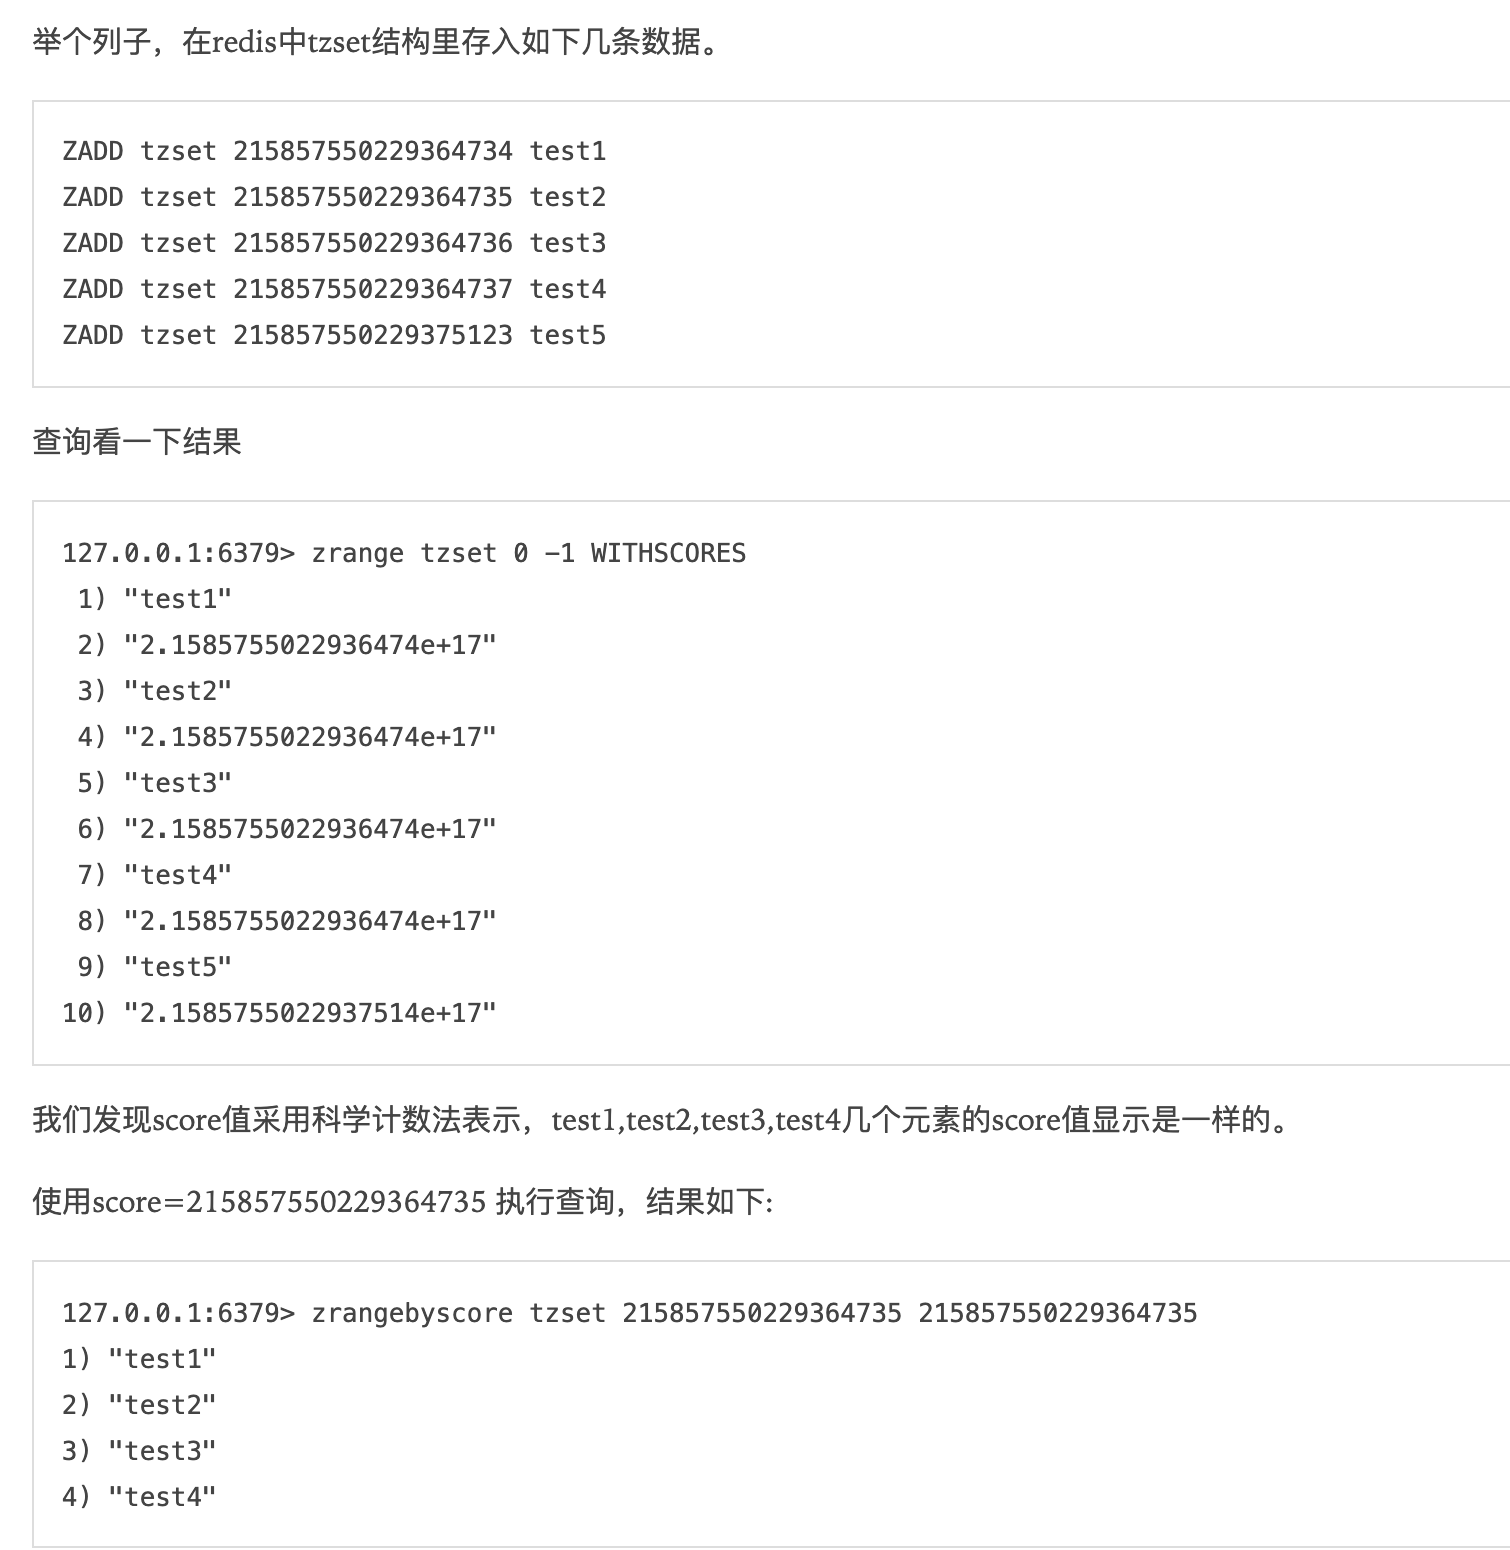 举个列子，在redis中tzset结构里存入如下几条数据。
ZADD tzset 215857550229364734 test1
ZADD tzset 215857550229364735 test2
ZADD tzset 215857550229364736 test3
ZADD tzset 215857550229364737 test4
ZADD tzset 215857550229375123 test5
查询看一下结果
127.0.0.1:6379> zrange tzset 0 -1 WITHSCORES
1) "test1"
2) "2.1585755022936474e+17"
3) "test2"
4) "2.1585755022936474e+17"
5) "test3"
6) "2.1585755022936474e+17"
7) "test4"
8) "2.1585755022936474e+17"
9) "test5"
10) "2.1585755022937514e+17"
我们发现score值采用科学计数法表示，test1,test2,test3,test4几个元素的score值显示是一样的。
使用score=215857550229364735 执行查询，结果如下:
127.0.0.1:6379> zrangebyscore tzset 215857550229364735 215857550229364735
1) "test1"
2) "test2"
3) "test3"
4) "test4"